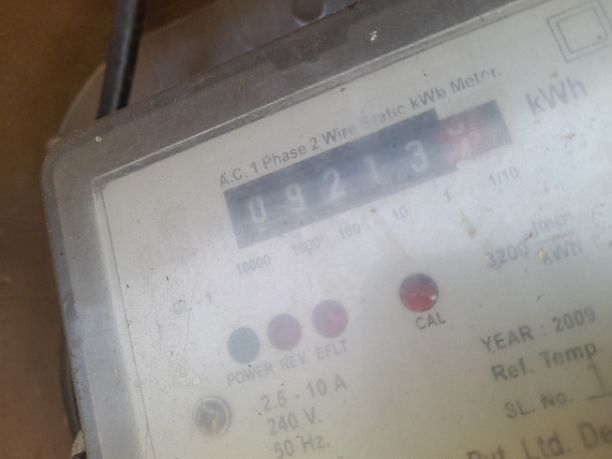 A.C. 1 Phase 2 Wire Static kWh Meter.
kWh
09213
10000 1000 100 10 1 1/10
3200 Imp/kWh
CAL
POWER REV. EFLT
YEAR : 2009
2.5 - 10 A
Ref. Temp.
240 V.
SL. No.
50 Hz.
Pvt. Ltd. De